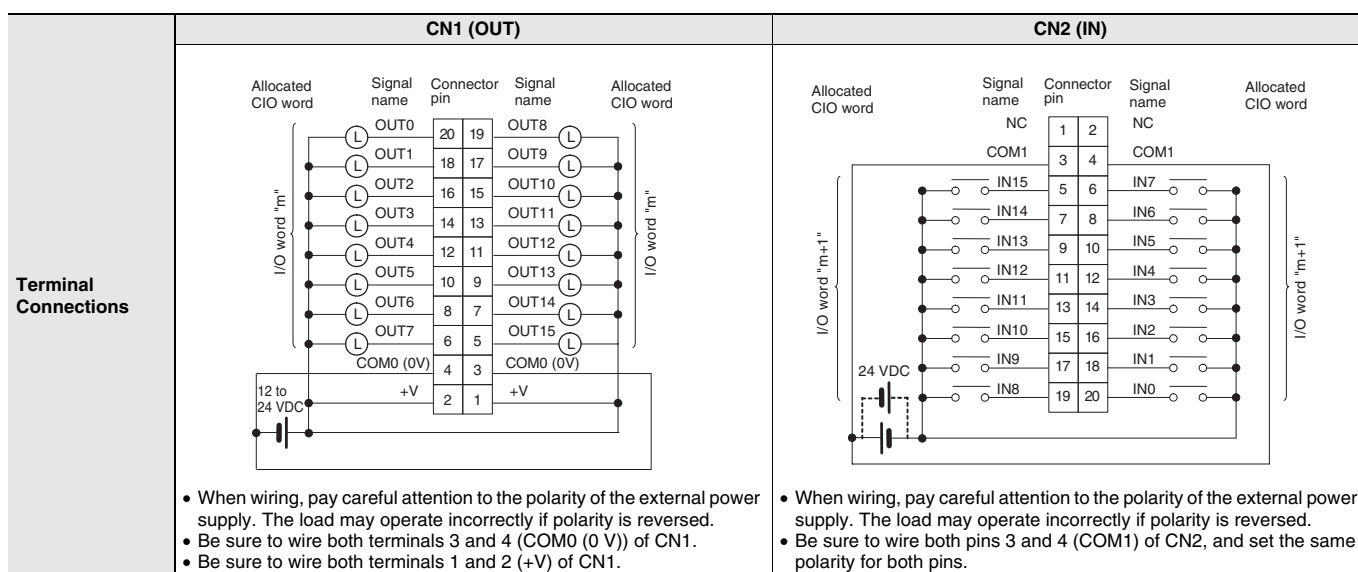 CN1 (OUT) CN2 (IN)
Terminal
Connections
Allocated
CIO word
Signal
name
Connector
pin
Signal
name
Allocated
CIO word
I/O word "m"
L OUT0 20 19 OUT8 L
L OUT1 18 17 OUT9 L
L OUT2 16 15 OUT10 L
L OUT3 14 13 OUT11 L
L OUT4 12 11 OUT12 L
L OUT5 10 9 OUT13 L
L OUT6 8 7 OUT14 L
L OUT7 6 5 OUT15 L
COM0 (0V) 4 3 COM0 (0V)
+V 2 1 +V
I/O word "m"
12 to
24 VDC
• When wiring, pay careful attention to the polarity of the external power
supply. The load may operate incorrectly if polarity is reversed.
• Be sure to wire both terminals 3 and 4 (COM0 (0 V)) of CN1.
• Be sure to wire both terminals 1 and 2 (+V) of CN1.
Allocated
CIO word
Signal
name
Connector
pin
Signal
name
Allocated
CIO word
NC 1 2 NC
COM1 3 4 COM1
I/O word "m+1"
IN15 5 6 IN7
IN14 7 8 IN6
IN13 9 10 IN5
IN12 11 12 IN4
IN11 13 14 IN3
IN10 15 16 IN2
IN9 17 18 IN1
IN8 19 20 IN0
I/O word "m+1"
24 VDC
• When wiring, pay careful attention to the polarity of the external power
supply. The load may operate incorrectly if polarity is reversed.
• Be sure to wire both pins 3 and 4 (COM1) of CN2, and set the same
polarity for both pins.